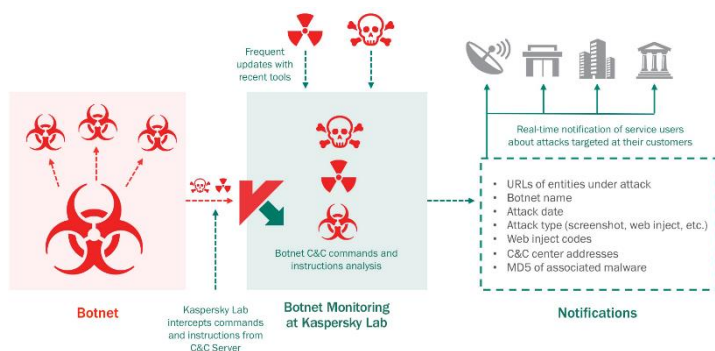 Frequent
updates with
recent tools
Real-time notification of service users
about attacks targeted at their customers
Botnet C&C commands and
instructions analysis
• URLs of entities under attack
• Botnet name
• Attack date
• Attack type (screenshot, web inject, etc.)
• Web inject codes
• C&C center addresses
• MD5 of associated malware
Botnet
Kaspersky Lab
intercepts commands
and instructions from
C&C Server
Botnet Monitoring
at Kaspersky Lab
Notifications